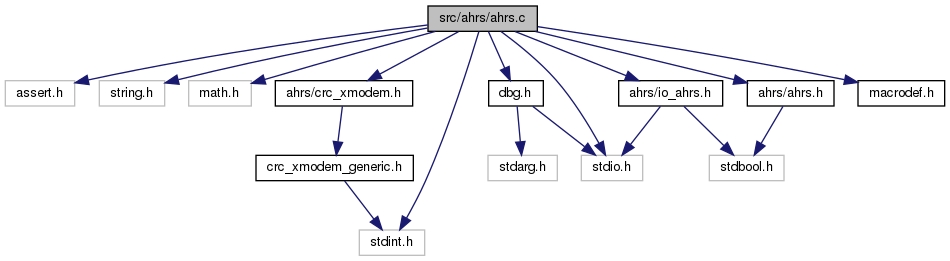 src/ahrs/ahrs.c
assert.h
string.h
math.h
ahrs/crc_xmodem.h
dbg.h
ahrs/io_ahrs.h
ahrs/ahrs.h
macrodef.h
crc_xmodem_generic.h
stdarg.h
stdio.h
stdbool.h
stdint.h